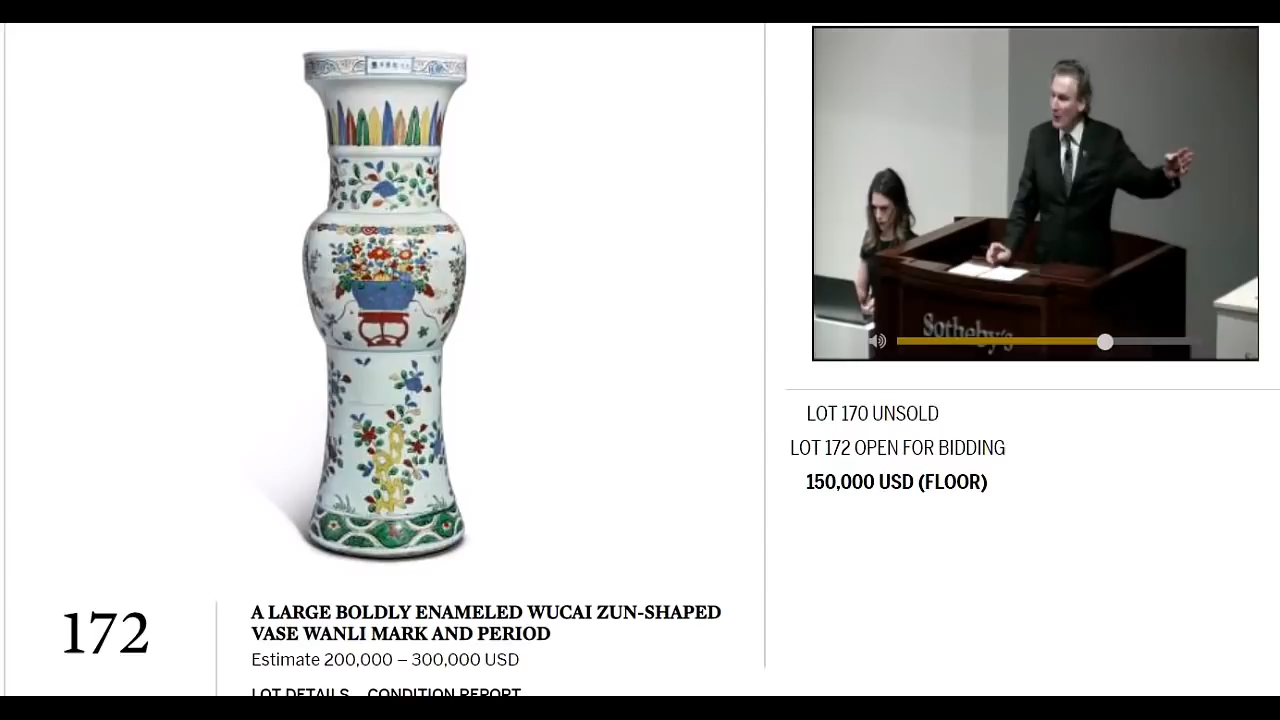 Sotheby's
LOT 170 UNSOLD
LOT 172 OPEN FOR BIDDING
150,000 USD (FLOOR)
172
A LARGE BOLDLY ENAMELED WUCAI ZUN-SHAPED
VASE WANLI MARK AND PERIOD
Estimate 200,000 – 300,000 USD
LOT DETAILS CONDITION REPORT